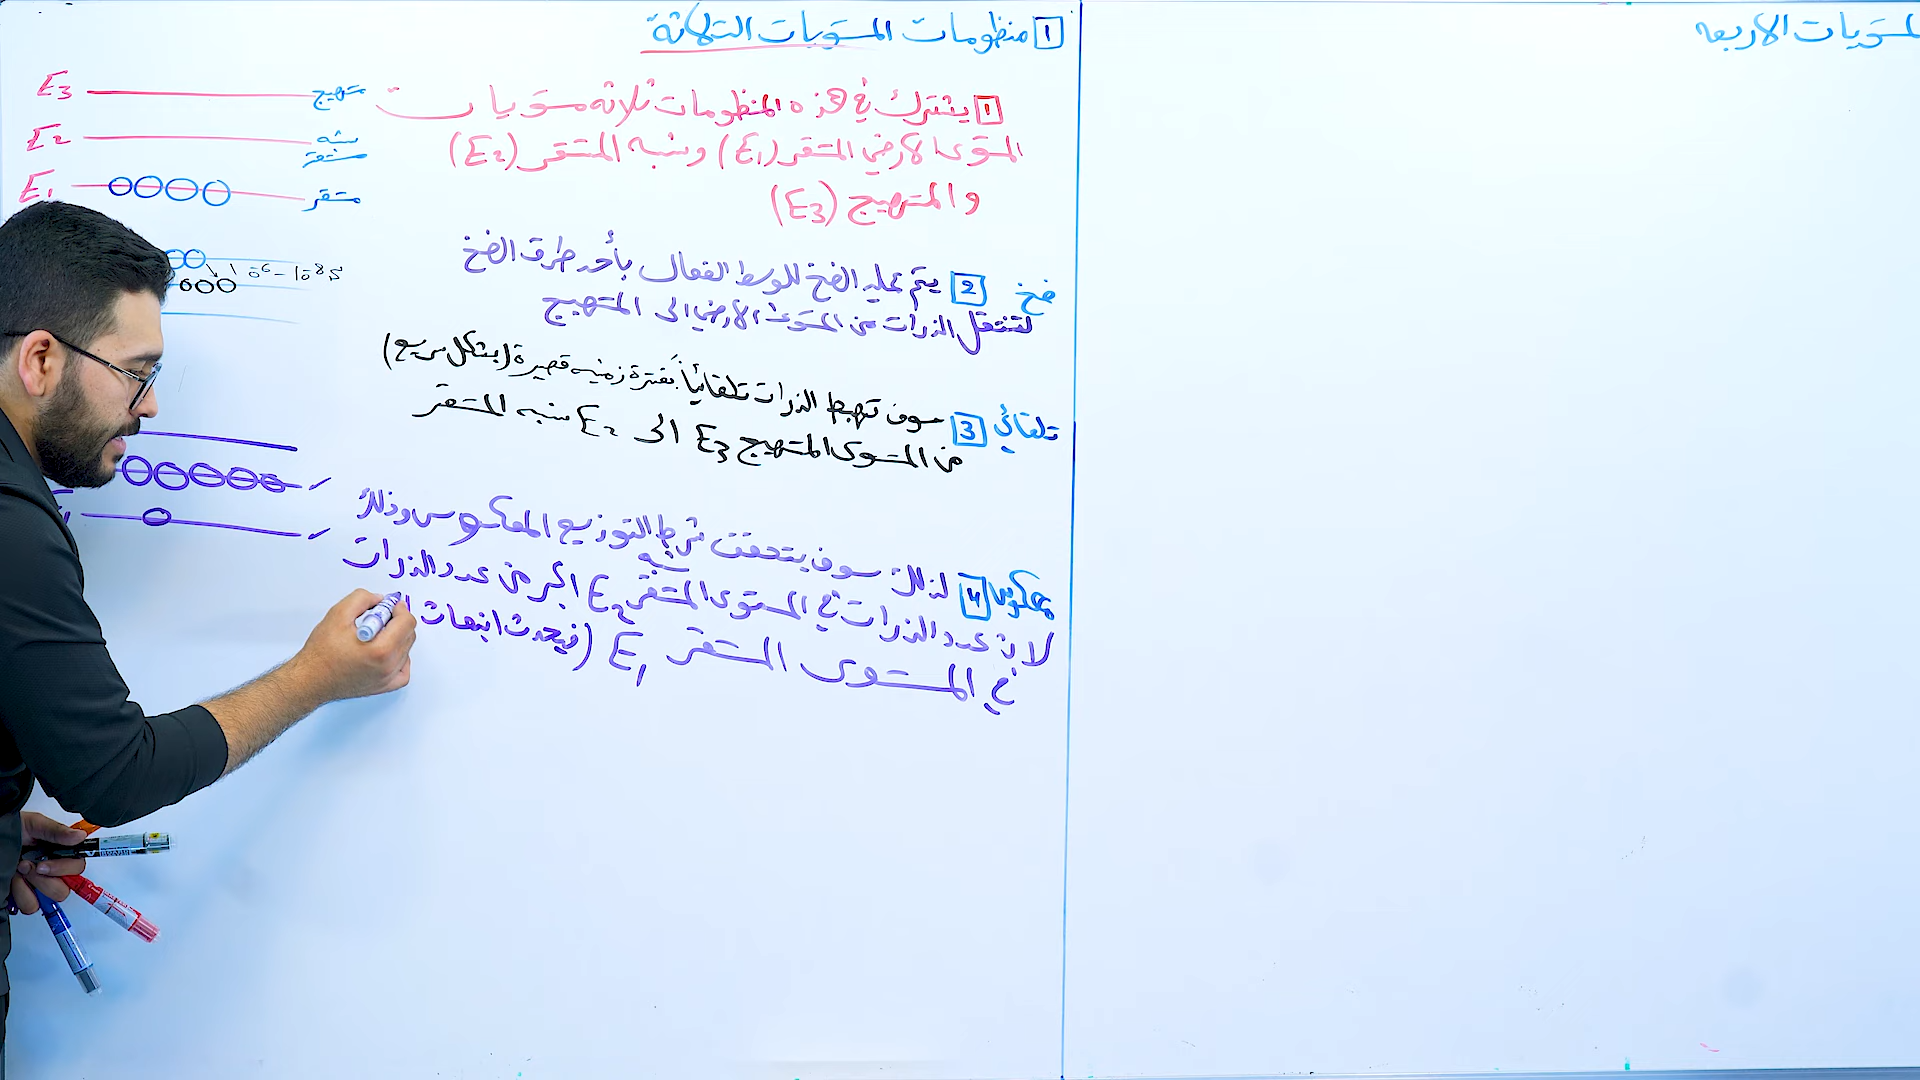 1 منظومات المستويات الثلاثة
1 يشترك في هذه المنظومات ثلاثه مستويات
المستوى الارضي المستقر (E1) وشبه المستقر (E2)
والمتهيج (E3)
ضخ 2 يتم عمليه الضخ للوسط الفعال بأحد طرق الضخ
لتنتقل الذرات من المستوى الارضي الى المتهيج
تلقائي 3 سوف تهبط الذرات تلقائياً بفترة زمنيه قصيرة (بشكل سريع)
من المستوى المتهيج E3 الى E2 شبه المستقر
معكوس 4 لذلك سوف يتحقق شرط التوزيع المعكوس وذلك
لان عدد الذرات في المستوى شبه المستقر E2 اكبر من عدد الذرات
في المستوى المستقر E1 (فيحدث انبعاث
E3 متهيج
E2 شبه
مستقر
E1 مستقر
المستويات الاربعه